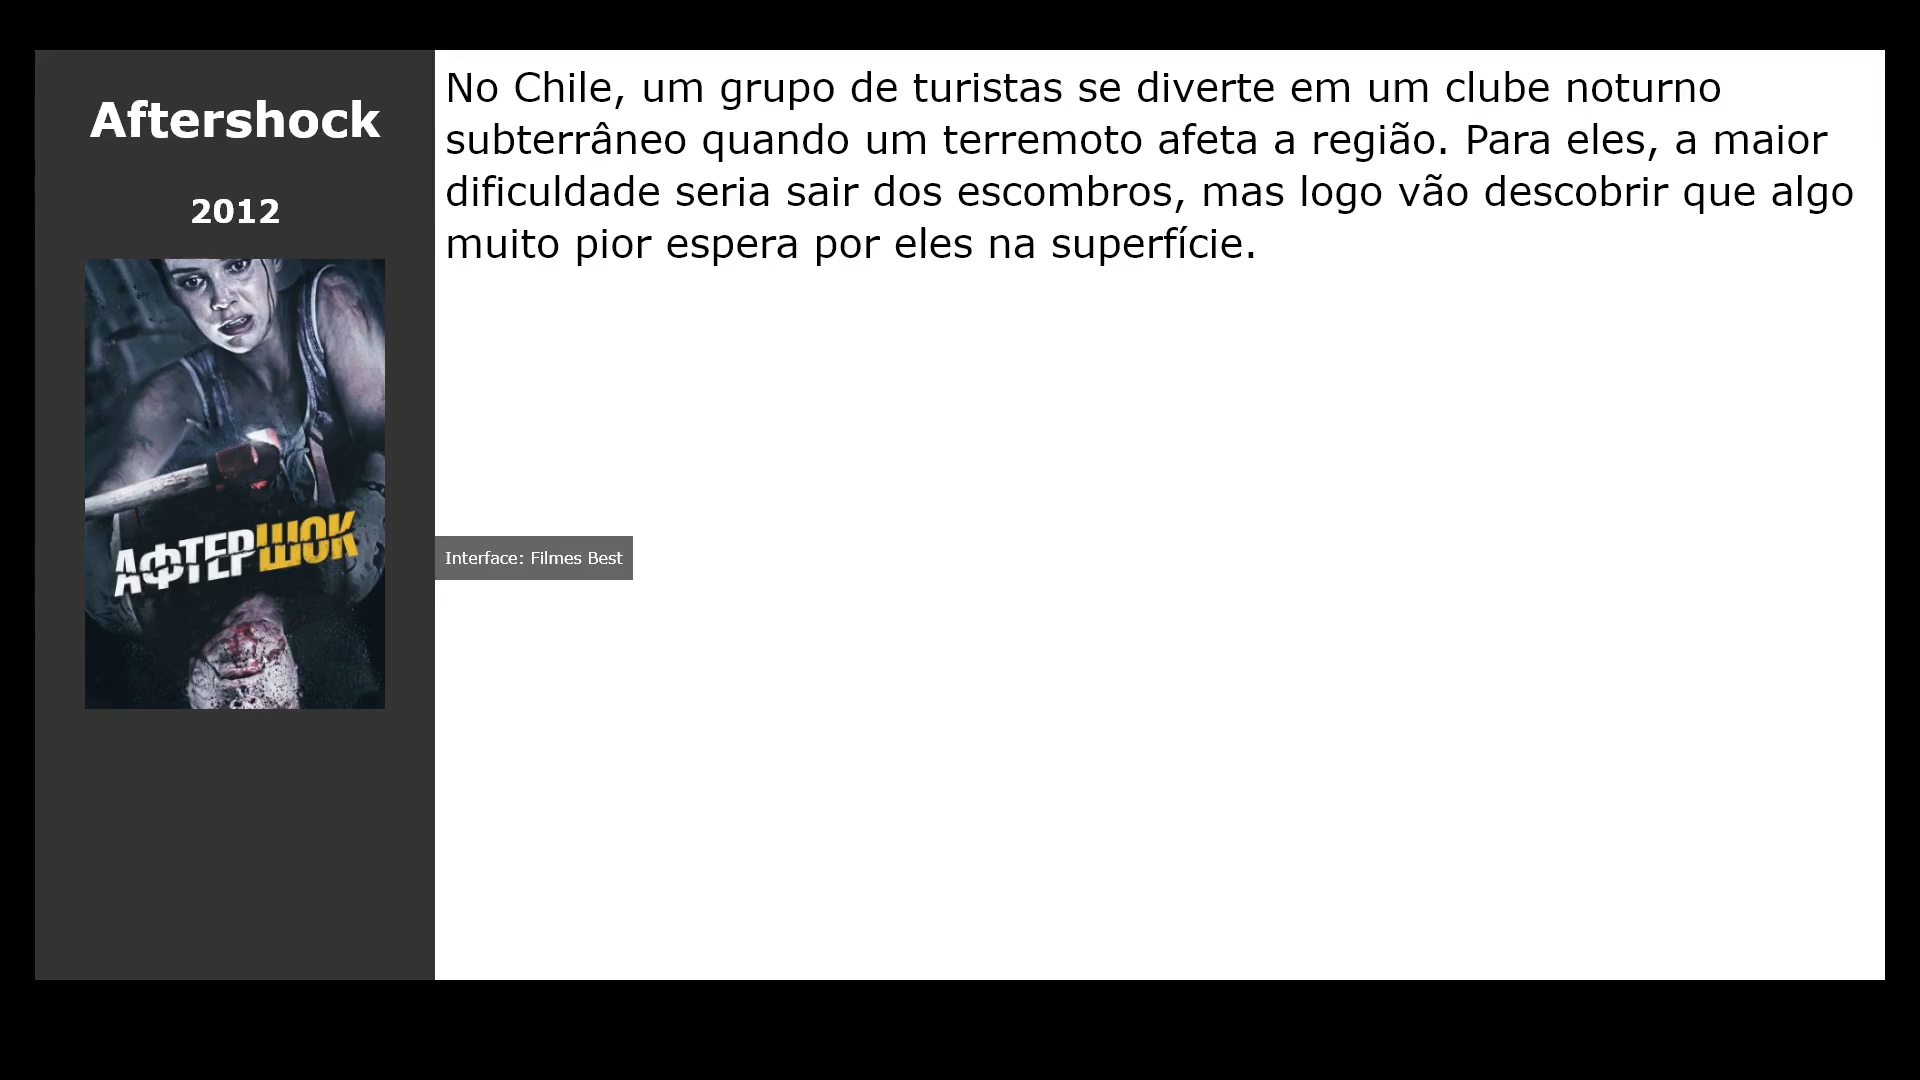 Aftershock
2012
АФТЕРШОК
No Chile, um grupo de turistas se diverte em um clube noturno
subterrâneo quando um terremoto afeta a região. Para eles, a maior
dificuldade seria sair dos escombros, mas logo vão descobrir que algo
muito pior espera por eles na superfície.
Interface: Filmes Best